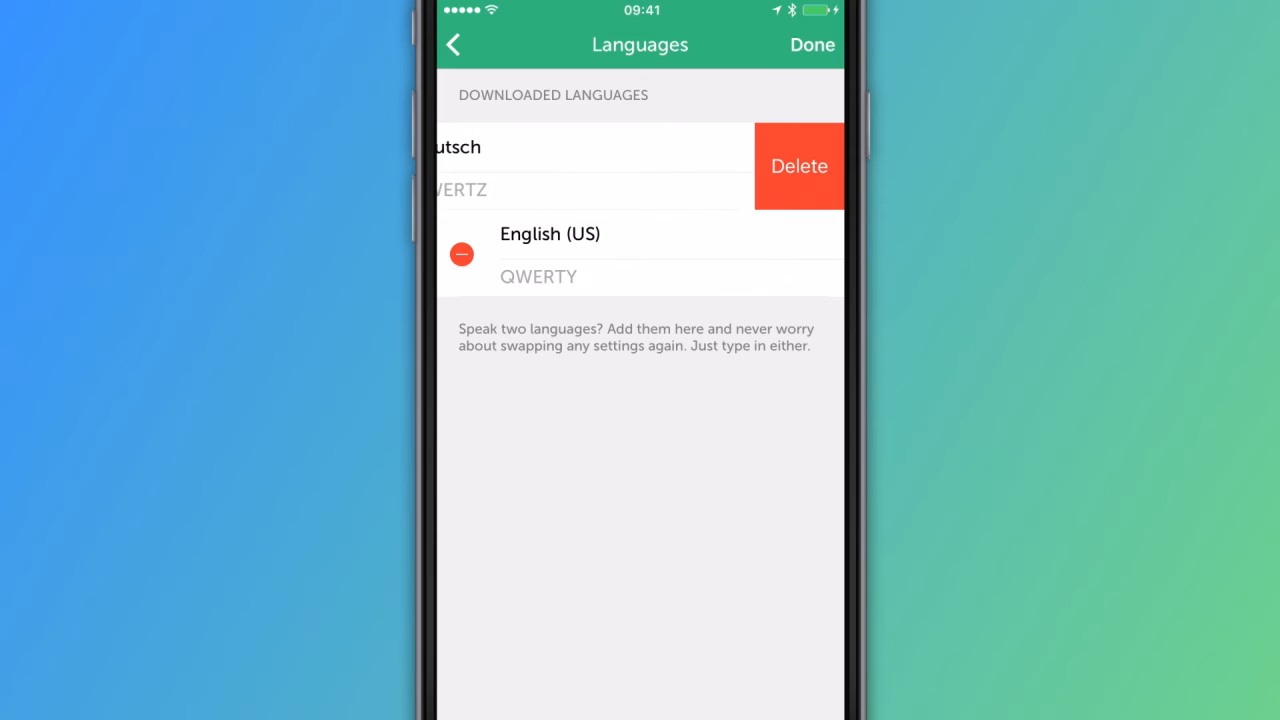 09:41
Languages Done
DOWNLOADED LANGUAGES
utsch
Delete
ERTZ
English (US)
QWERTY
Speak two languages? Add them here and never worry
about swapping any settings again. Just type in either.